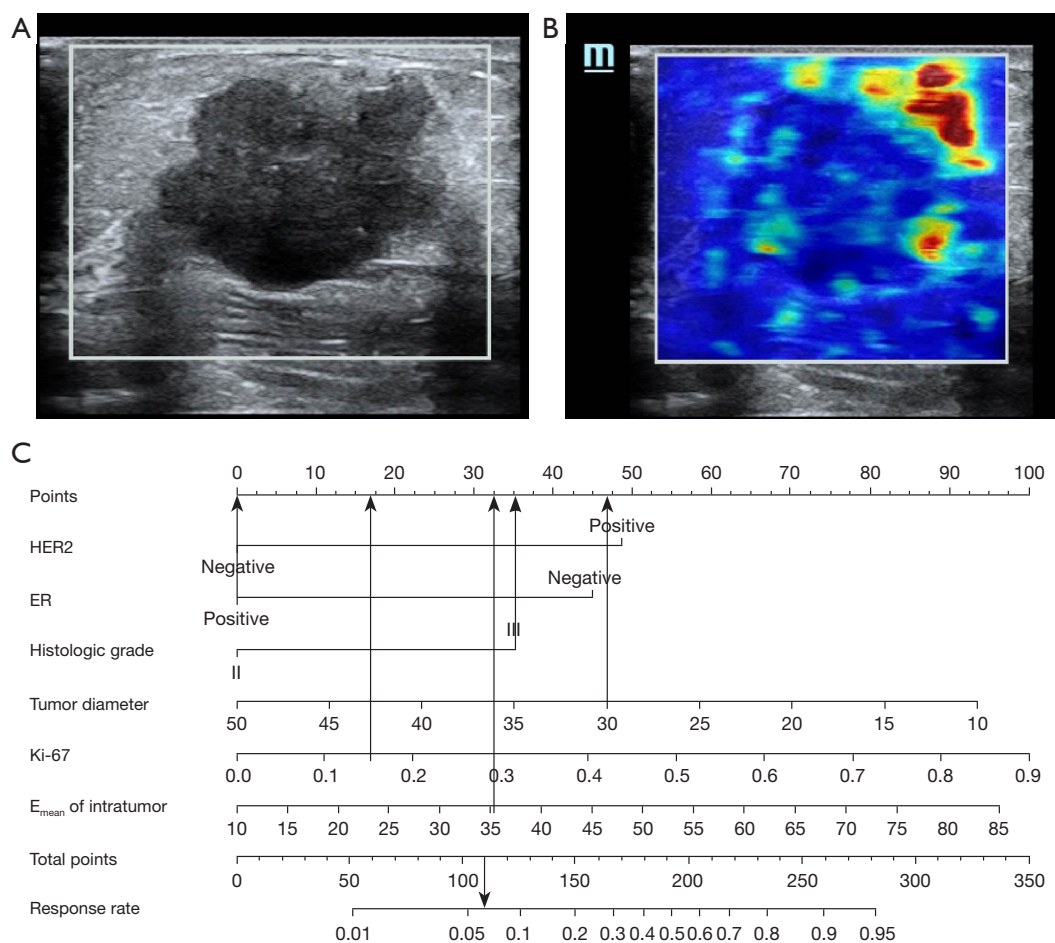 A
B
m
C
0 10 20 30 40 50 60 70 80 90 100
Points
Positive
HER2
Negative
Negative
ER
Positive
III
Histologic grade
II
Tumor diameter
50 45 40 35 30 25 20 15 10
Ki-67
0.0 0.1 0.2 0.3 0.4 0.5 0.6 0.7 0.8 0.9
Emean of intratumor
10 15 20 25 30 35 40 45 50 55 60 65 70 75 80 85
Total points
0 50 100 150 200 250 300 350
Response rate
0.01 0.05 0.1 0.2 0.3 0.4 0.5 0.6 0.7 0.8 0.9 0.95